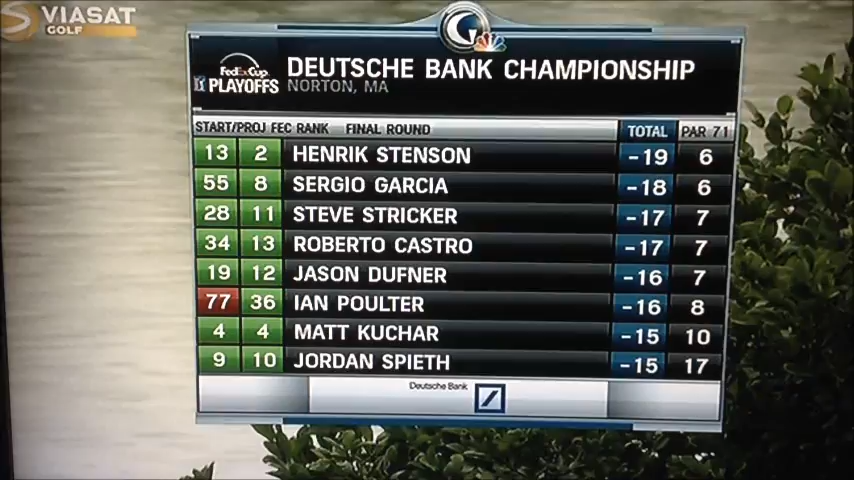 VIASAT
GOLF
G
FedExCup
PLAYOFFS
DEUTSCHE BANK CHAMPIONSHIP
NORTON, MA
START/PROJ FEC RANK FINAL ROUND TOTAL PAR 71
13 2 HENRIK STENSON -19 6
55 8 SERGIO GARCIA -18 6
28 11 STEVE STRICKER -17 7
34 13 ROBERTO CASTRO -17 7
19 12 JASON DUFNER -16 7
77 36 IAN POULTER -16 8
4 4 MATT KUCHAR -15 10
9 10 JORDAN SPIETH -15 17
Deutsche Bank